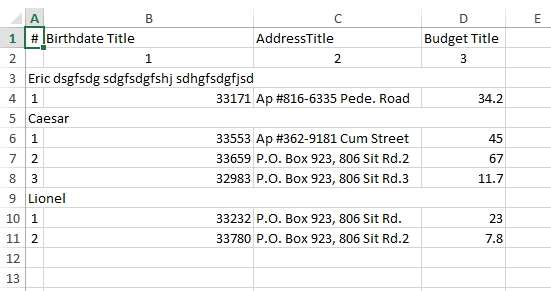 A B C D E
1 # Birthdate Title AddressTitle Budget Title
2 1 2 3
3 Eric dsgfsdg sdgfsdgfshj sdhgfsdgfjsd
4 1 33171 Ap #816-6335 Pede. Road 34.2
5 Caesar
6 1 33553 Ap #362-9181 Cum Street 45
7 2 33659 P.O. Box 923, 806 Sit Rd.2 67
8 3 32983 P.O. Box 923, 806 Sit Rd.3 11.7
9 Lionel
10 1 33232 P.O. Box 923, 806 Sit Rd. 23
11 2 33780 P.O. Box 923, 806 Sit Rd.2 7.8
12
13